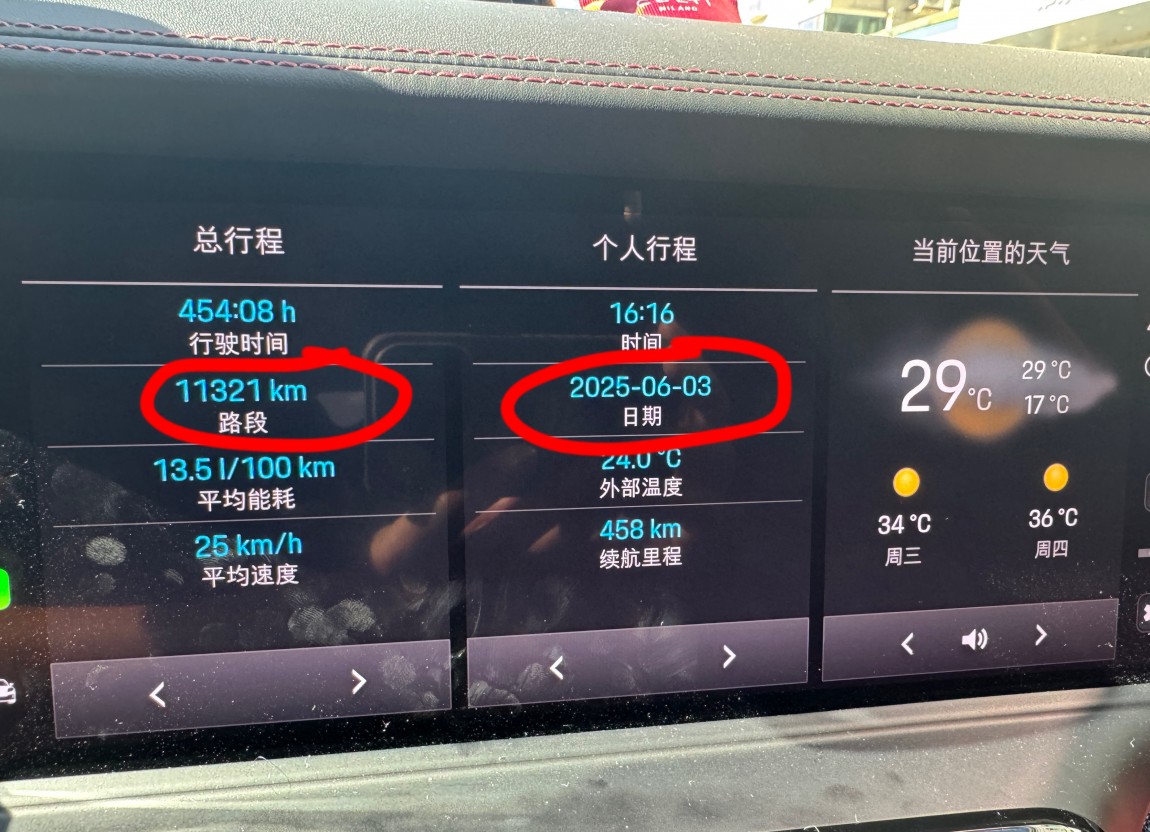 MILANO
总行程
454:08 h
行驶时间
11321 km
路段
13.5 l/100 km
平均能耗
25 km/h
平均速度
个人行程
16:16
时间
2025-06-03
日期
24.0 °C
外部温度
458 km
续航里程
当前位置的天气
29°C
29 °C
17 °C
34 °C
周三
36 °C
周四